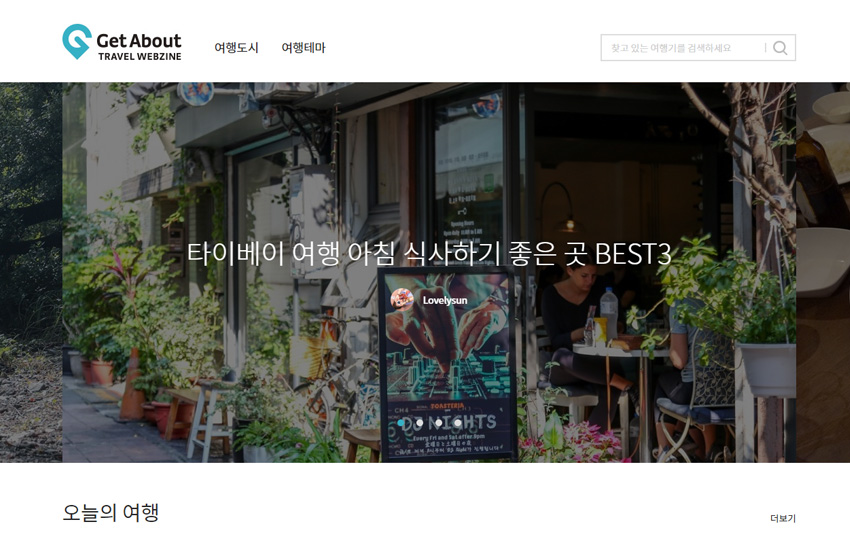 Get About
TRAVEL WEBZINE
여행도시
여행테마
찾고 있는 여행기를 검색하세요
타이베이 여행 아침 식사하기 좋은 곳 BEST3
Lovelysun
CH4
Every Fri and Sat after 8pm
오늘의 여행
더보기